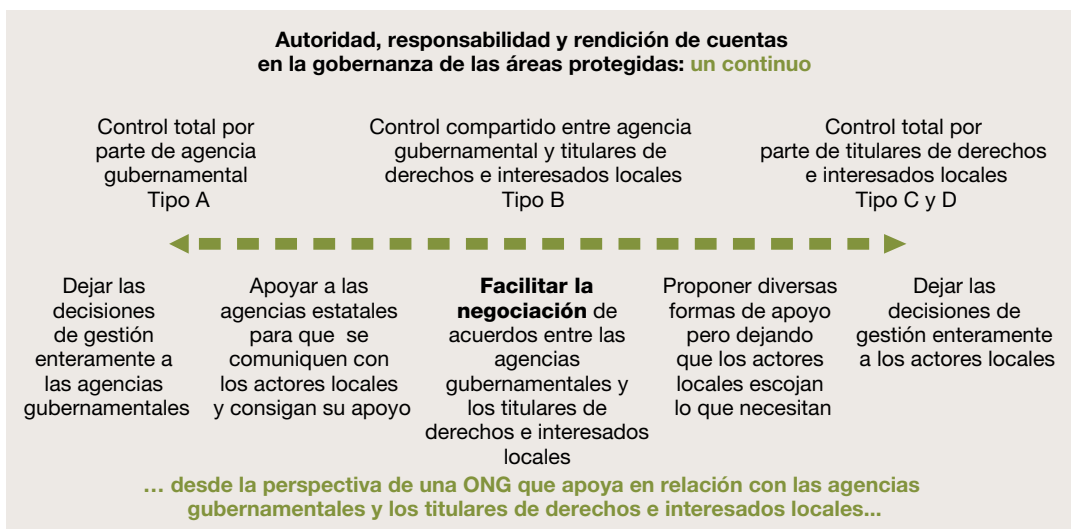 Autoridad, responsabilidad y rendición de cuentas
en la gobernanza de las áreas protegidas: un continuo
Control total por
parte de agencia
gubernamental
Tipo A
Control compartido entre agencia
gubernamental y titulares de
derechos e interesados locales
Tipo B
Control total por
parte de titulares de derechos
e interesados locales
Tipo C y D
Dejar las
decisiones
de gestión
enteramente a
las agencias
gubernamentales
Apoyar a las
agencias estatales
para que se
comuniquen con
los actores locales
y consigan su apoyo
Facilitar la
negociación de
acuerdos entre las
agencias
gubernamentales y
los titulares de
derechos e interesados
locales
Proponer diversas
formas de apoyo
pero dejando
que los actores
locales escojan
lo que necesitan
Dejar las
decisiones de
gestión enteramente
a los actores locales
… desde la perspectiva de una ONG que apoya en relación con las agencias
gubernamentales y los titulares de derechos e interesados locales...